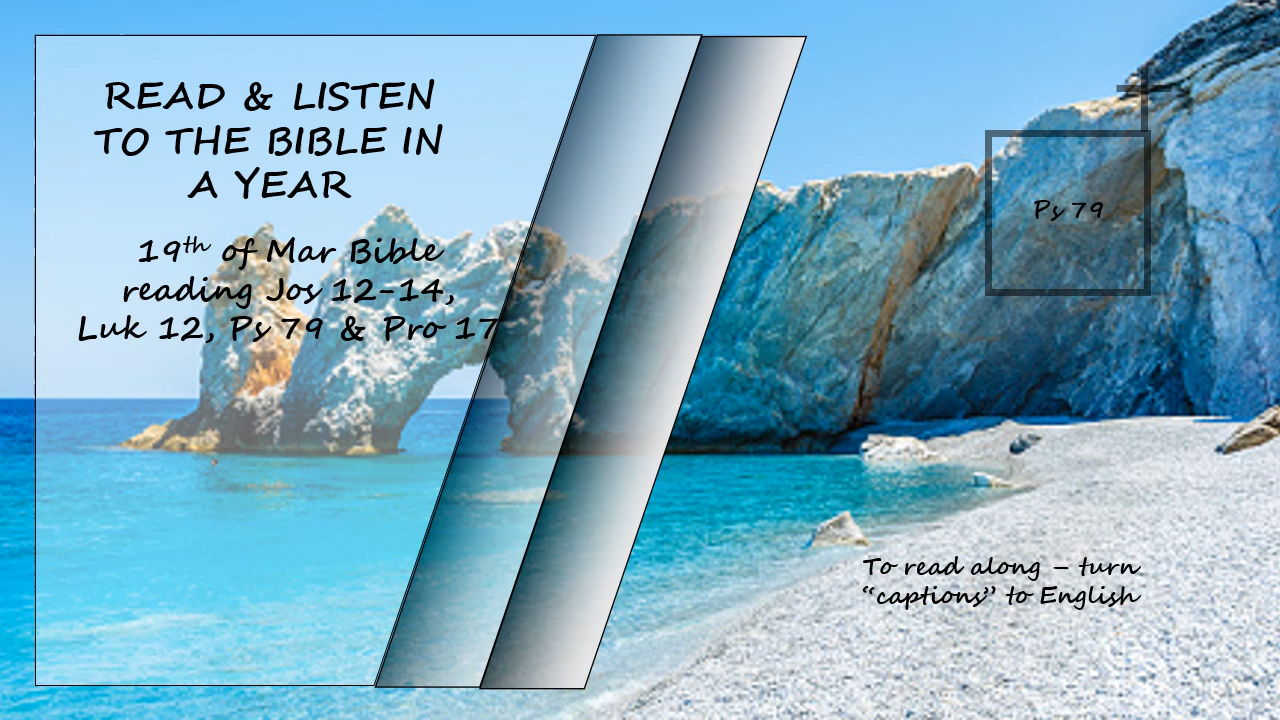 READ & LISTEN
TO THE BIBLE IN
A YEAR
19th of Mar Bible
reading Jos 12-14,
Luk 12, Ps 79 & Pro 17
Ps 79
To read along – turn
“captions” to English